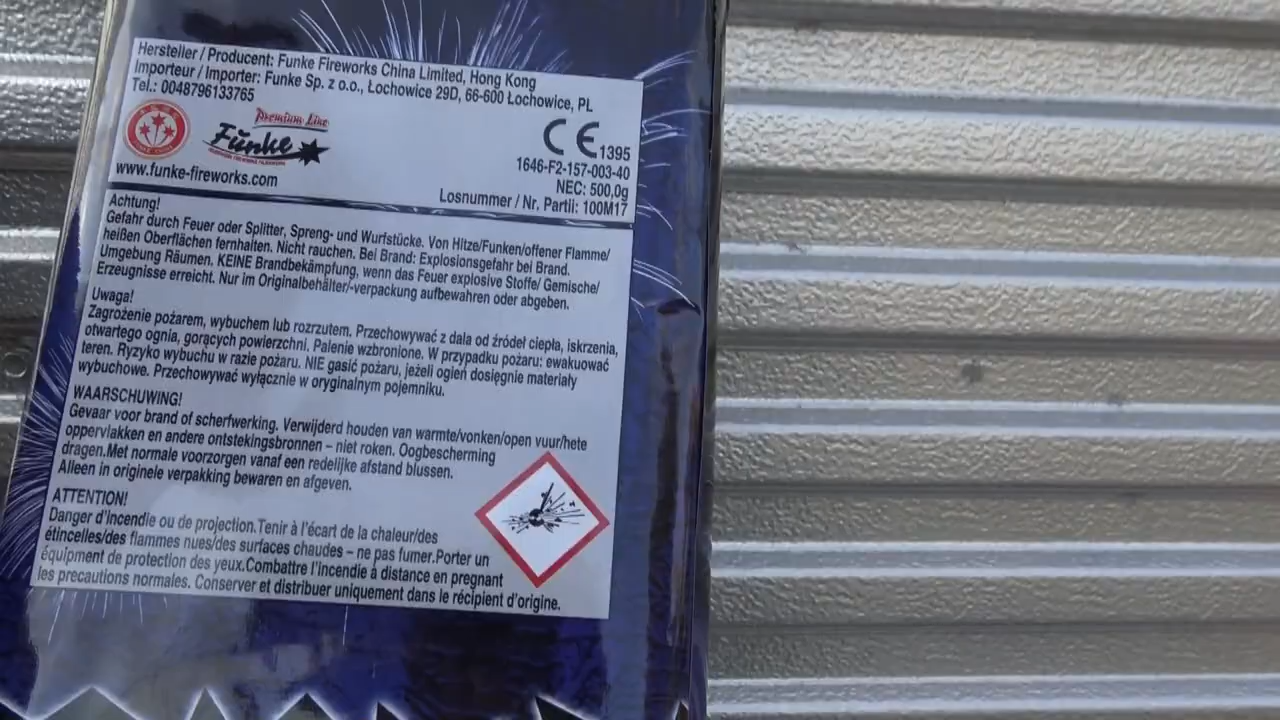 Hersteller / Producent: Funke Fireworks China Limited, Hong Kong
Importeur / Importer: Funke Sp. z o.o., Łochowice 29D, 66-600 Łochowice, PL
Tel.: 0048796133765
Premium Line
Funke
www.funke-fireworks.com
CE 1395
1646-F2-157-003-40
NEC: 500,0g
Losnummer / Nr. Partii: 100M17
Achtung!
Gefahr durch Feuer oder Splitter, Spreng- und Wurfstücke. Von Hitze/Funken/offener Flamme/
heißen Oberflächen fernhalten. Nicht rauchen. Bei Brand: Explosionsgefahr bei Brand.
Umgebung Räumen. KEINE Brandbekämpfung, wenn das Feuer explosive Stoffe/ Gemische/
Erzeugnisse erreicht. Nur im Originalbehälter/-verpackung aufbewahren oder abgeben.
Uwaga!
Zagrożenie pożarem, wybuchem lub rozrzutem. Przechowywać z dala od źródeł ciepła, iskrzenia,
otwartego ognia, gorących powierzchni. Palenie wzbronione. W przypadku pożaru: ewakuować
teren. Ryzyko wybuchu w razie pożaru. NIE gasić pożaru, jeżeli ogień dosięgnie materiały
wybuchowe. Przechowywać wyłącznie w oryginalnym pojemniku.
WAARSCHUWING!
Gevaar voor brand of scherfwerking. Verwijderd houden van warmte/vonken/open vuur/hete
oppervlakken en andere ontstekingsbronnen – niet roken. Oogbescherming
dragen.Met normale voorzorgen vanaf een redelijke afstand blussen.
Alleen in originele verpakking bewaren en afgeven.
ATTENTION!
Danger d'incendie ou de projection.Tenir à l'écart de la chaleur/des
étincelles/des flammes nues/des surfaces chaudes – ne pas fumer.Porter un
équipment de protection des yeux.Combattre l'incendie à distance en pregnant
les precautions normales. Conserver et distribuer uniquement dans le récipient d'origine.